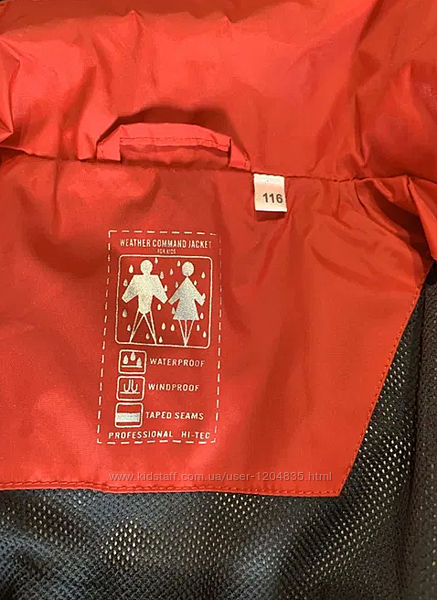 116
WEATHER COMMAND JACKET
FOR KIDS
WATERPROOF
WINDPROOF
TAPED SEAMS
PROFESSIONAL HI-TEC
www.kidstaff.com.ua/user-1204835.html